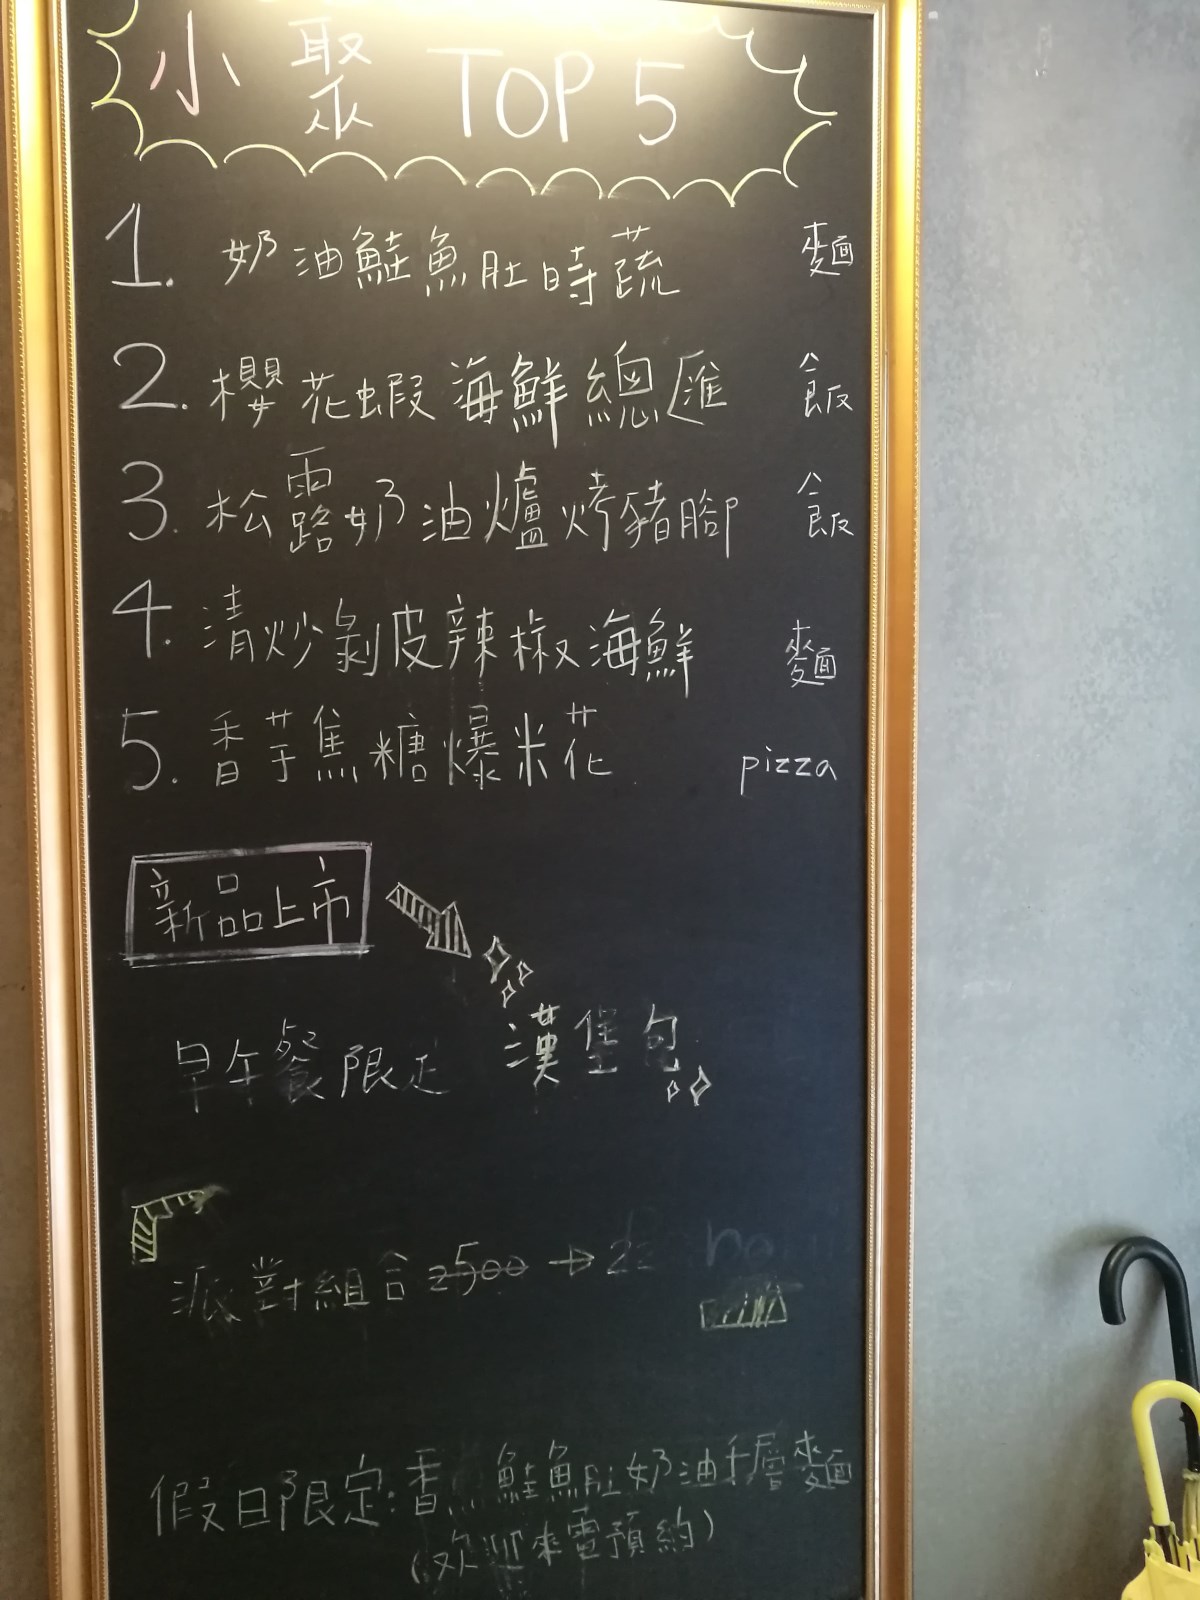 小聚 TOP 5
1. 奶油鮭魚肚時蔬 麵
2. 櫻花蝦海鮮總匯 飯
3. 松露奶油爐烤豬腳 飯
4. 清炒剝皮辣椒海鮮 麵
5. 香芋焦糖爆米花 pizza
新品上市
早午餐限定 漢堡包
派對組合 2500 →
假日限定:香 鮭魚肚奶油千層麵
(歡迎來電預約)